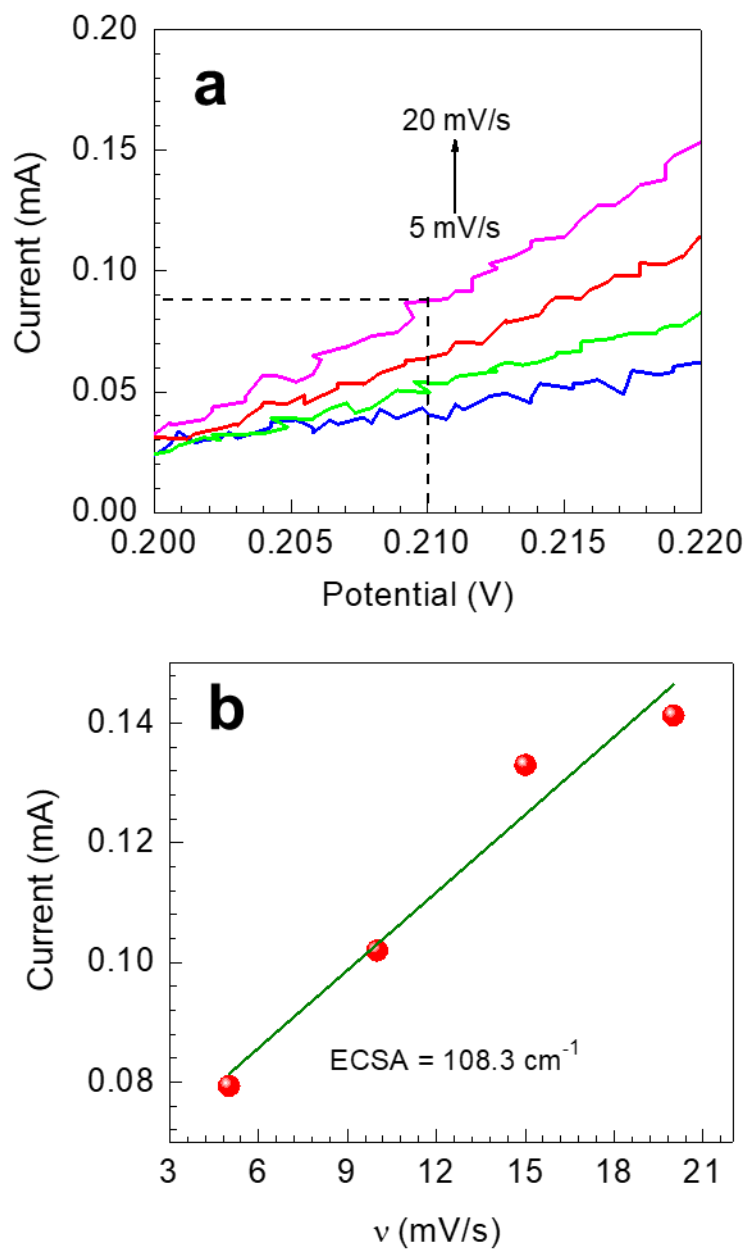 a
0.20
0.15
0.10
0.05
0.00
Current (mA)
20 mV/s
5 mV/s
0.200 0.205 0.210 0.215 0.220
Potential (V)
b
0.14
0.12
0.10
0.08
Current (mA)
ECSA = 108.3 cm⁻¹
3 6 9 12 15 18 21
ν (mV/s)